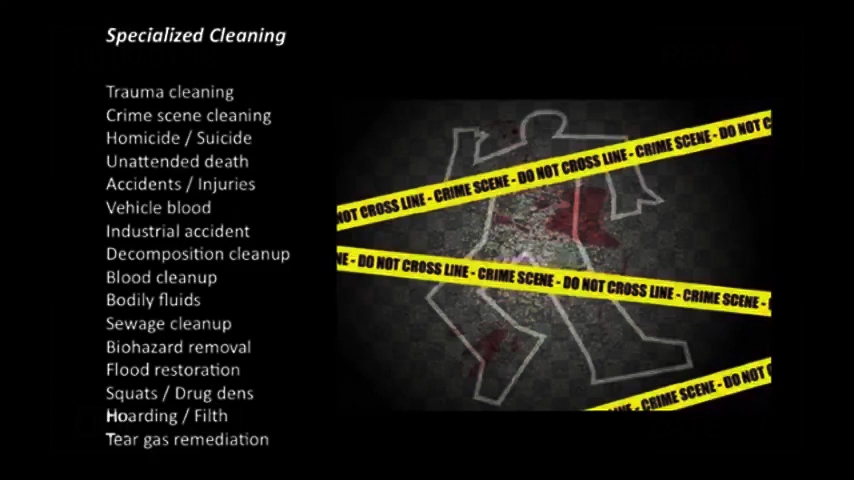 Specialized Cleaning
Trauma cleaning
Crime scene cleaning
Homicide / Suicide
Unattended death
Accidents / Injuries
Vehicle blood
Industrial accident
Decomposition cleanup
Blood cleanup
Bodily fluids
Sewage cleanup
Biohazard removal
Flood restoration
Squats / Drug dens
Hoarding / Filth
Tear gas remediation
NOT CROSS LINE - CRIME SCENE - DO NOT CROSS LINE - CRIME SCENE - DO NOT C
NE - DO NOT CROSS LINE - CRIME SCENE - DO NOT CROSS LINE - CRIME SCENE -
INE - CRIME SCENE - DO NOT C